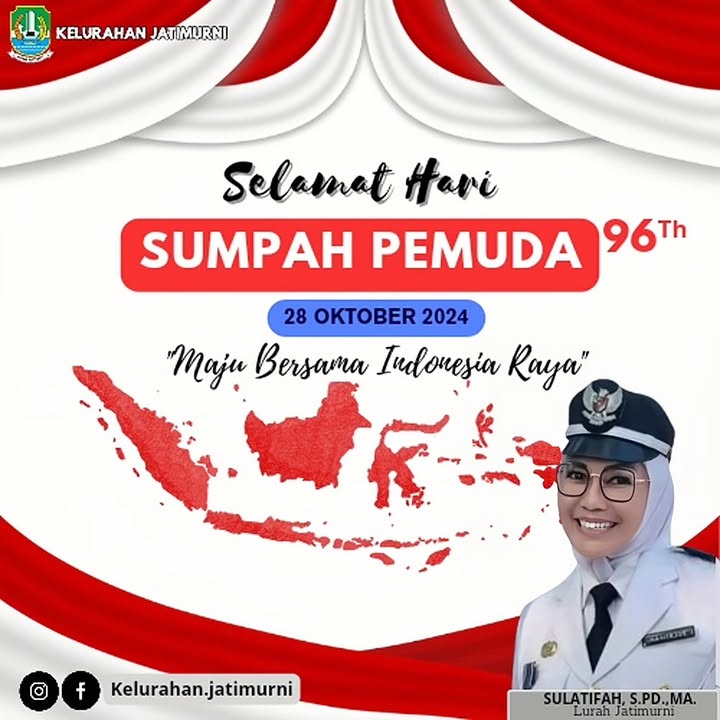 KELURAHAN JATIMURNI
Selamat Hari
SUMPAH PEMUDA
96Th
28 OKTOBER 2024
"Maju Bersama Indonesia Raya"
Kelurahan.jatimurni
SULATIFAH, S.PD.,MA.
Lurah Jatimurni